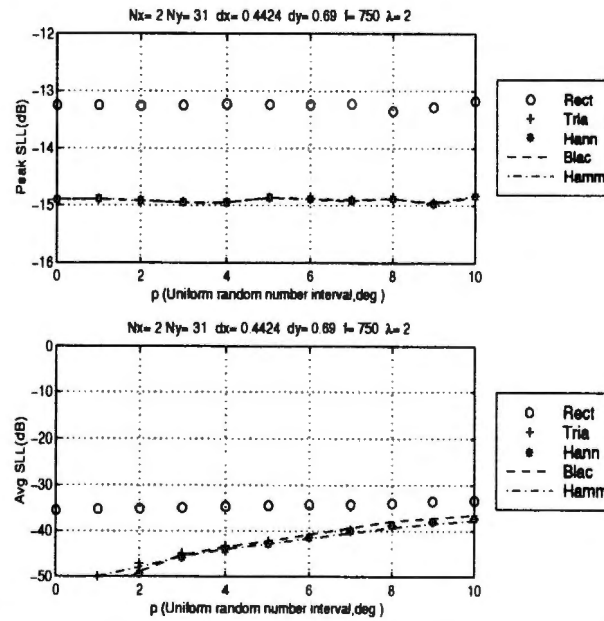 Nx= 2 Ny= 31 dx= 0.4424 dy= 0.69 f= 750 λ= 2
-12
-13
-14
-15
-16
Peak SLL(dB)
0 2 4 6 8 10
p (Uniform random number interval,deg )
Rect
Tria
Hann
Blac
Hamm
Nx= 2 Ny= 31 dx= 0.4424 dy= 0.69 f= 750 λ= 2
0
-10
-20
-30
-40
-50
Avg SLL(dB)
0 2 4 6 8 10
p (Uniform random number interval,deg )
Rect
Tria
Hann
Blac
Hamm